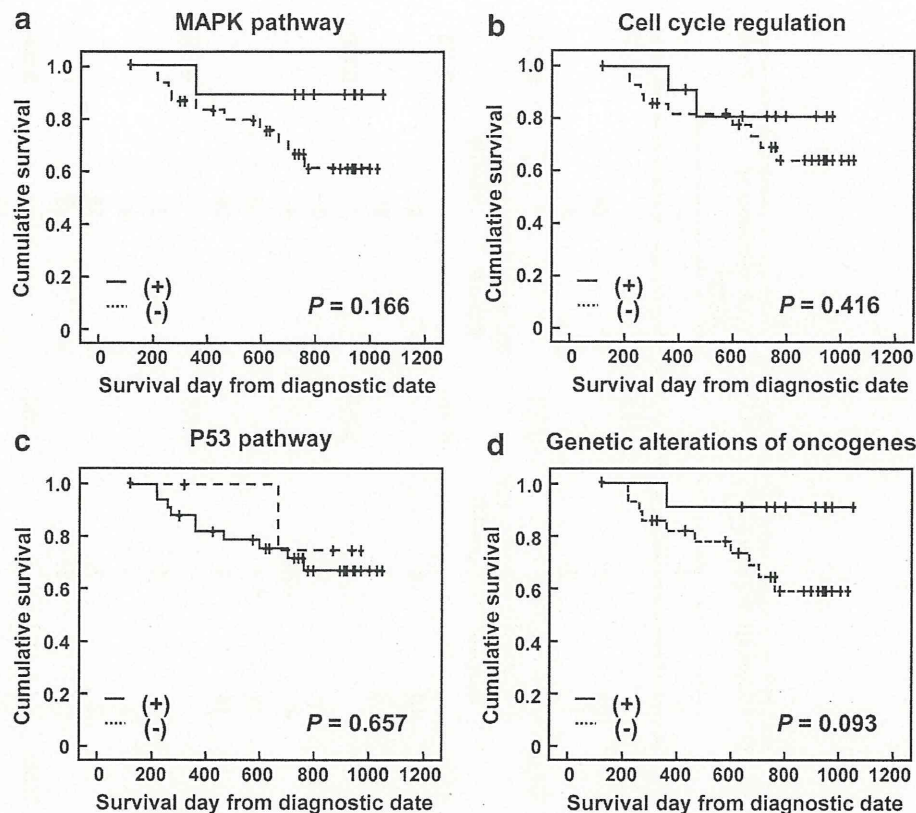 a
MAPK pathway
Cumulative survival
1.0
0.8
0.6
0.4
0.2
0
(+)
(-)
P = 0.166
0 200 400 600 800 1000 1200
Survival day from diagnostic date
b
Cell cycle regulation
Cumulative survival
1.0
0.8
0.6
0.4
0.2
0
(+)
(-)
P = 0.416
0 200 400 600 800 1000 1200
Survival day from diagnostic date
c
P53 pathway
Cumulative survival
1.0
0.8
0.6
0.4
0.2
0
(+)
(-)
P = 0.657
0 200 400 600 800 1000 1200
Survival day from diagnostic date
d
Genetic alterations of oncogenes
Cumulative survival
1.0
0.8
0.6
0.4
0.2
0
(+)
(-)
P = 0.093
0 200 400 600 800 1000 1200
Survival day from diagnostic date